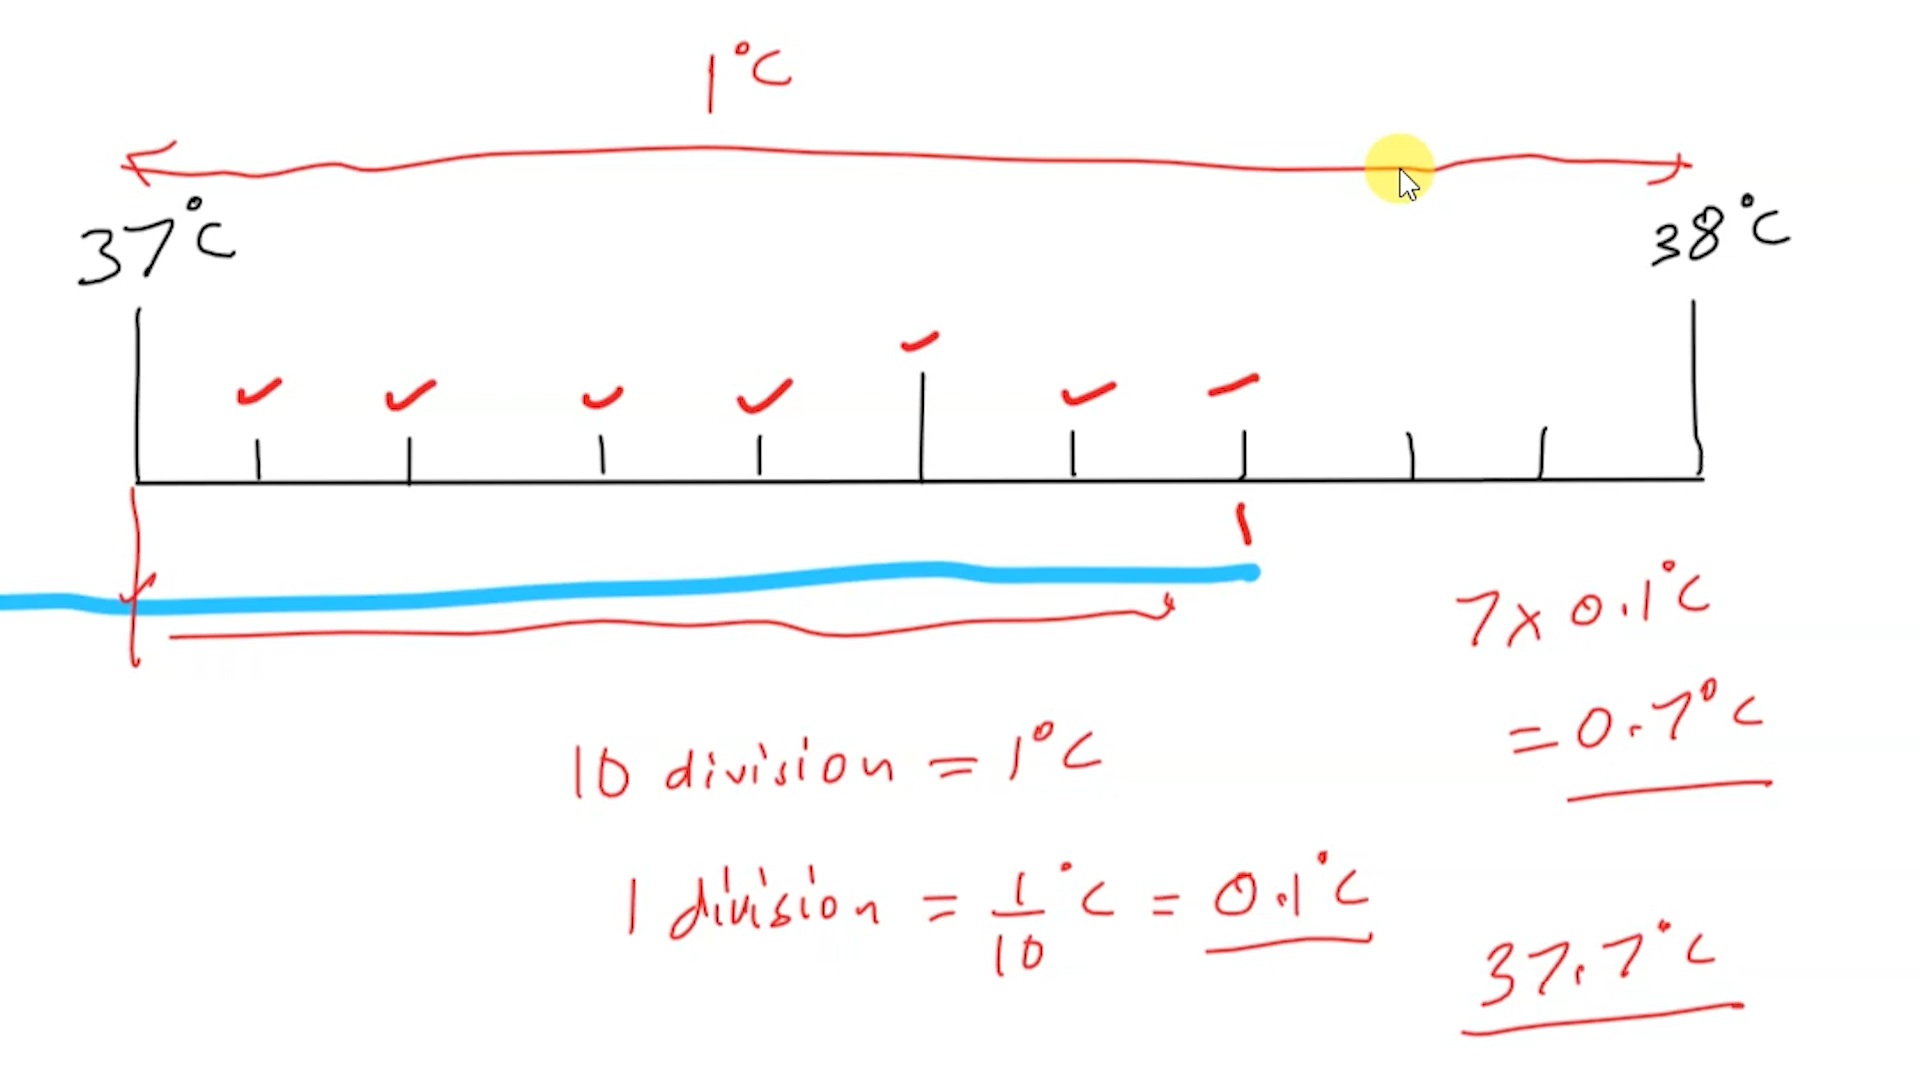 1°C
37°C
38°C
7 x 0.1°C
= 0.7°C
10 division = 1°C
1 division = 1/10 °C = 0.1°C
37.7°C